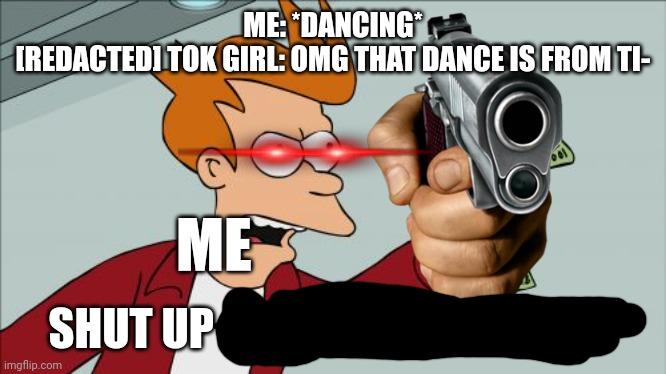 ME: *DANCING*
[REDACTED] TOK GIRL: OMG THAT DANCE IS FROM TI-
ME
SHUT UP
imgflip.com